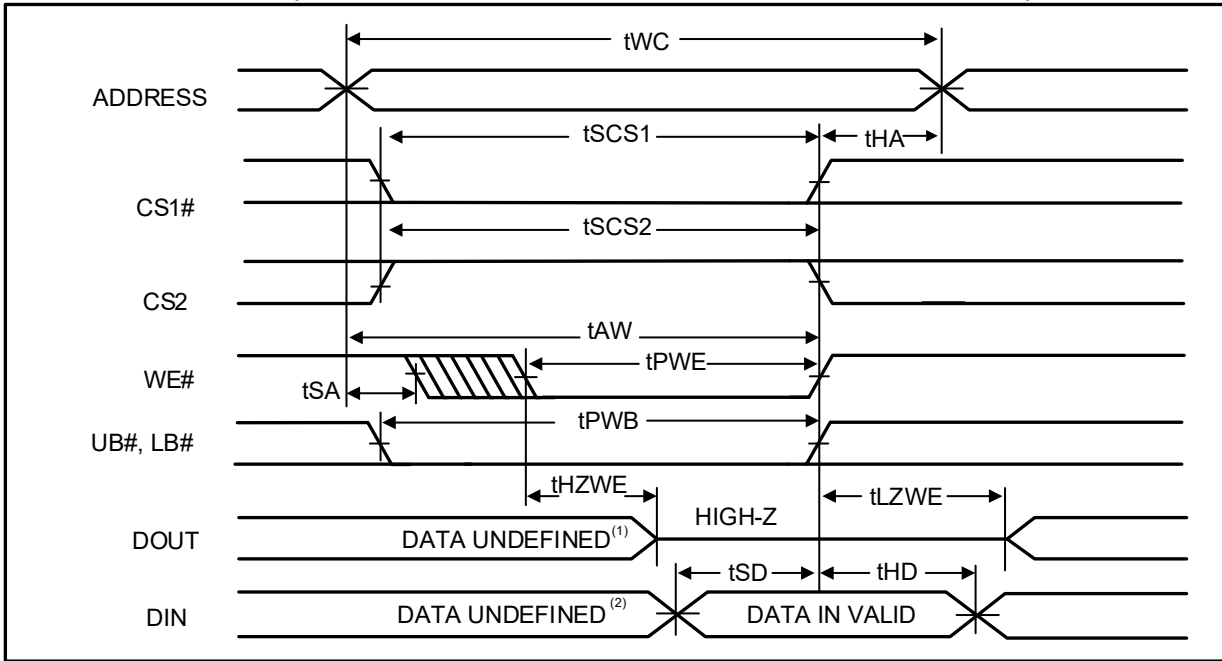 tWC
ADDRESS
tSCS1
tHA
CS1#
tSCS2
CS2
tAW
WE#
tPWE
tSA
tPWB
UB#, LB#
tHZWE
tLZWE
HIGH-Z
DOUT
DATA UNDEFINED(1)
tSD
tHD
DIN
DATA UNDEFINED (2)
DATA IN VALID